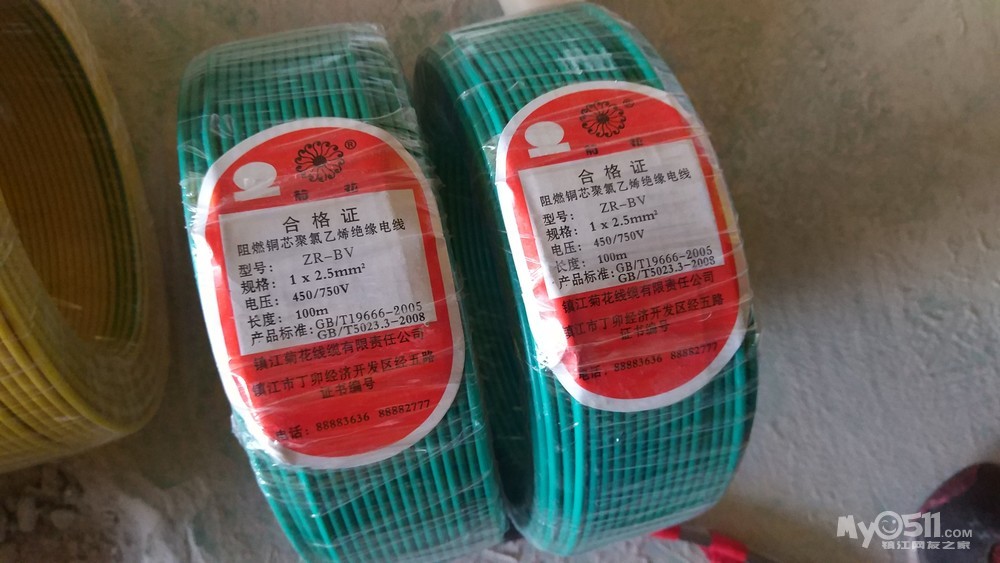 ®
菊花
合格证
阻燃铜芯聚氯乙烯绝缘电线
型号： ZR-BV
规格： 1 x 2.5mm²
电压： 450/750V
长度： 100m
产品标准: GB/T19666-2005
GB/T5023.3-2008
镇江菊花线缆有限责任公司
镇江市丁卯经济开发区经五路
证书编号
电话: 88883636 88882777
菊花
合格证
阻燃铜芯聚氯乙烯绝缘电线
型号： ZR-BV
规格： 1 x 2.5mm²
电压： 450/750V
长度： 100m
产品标准: GB/T19666-2005
GB/T5023.3-2008
镇江菊花线缆有限责任公司
镇江市丁卯经济开发区经五路
证书编号
电话: 88883636 88882777
My0511.COM
镇江网友之家